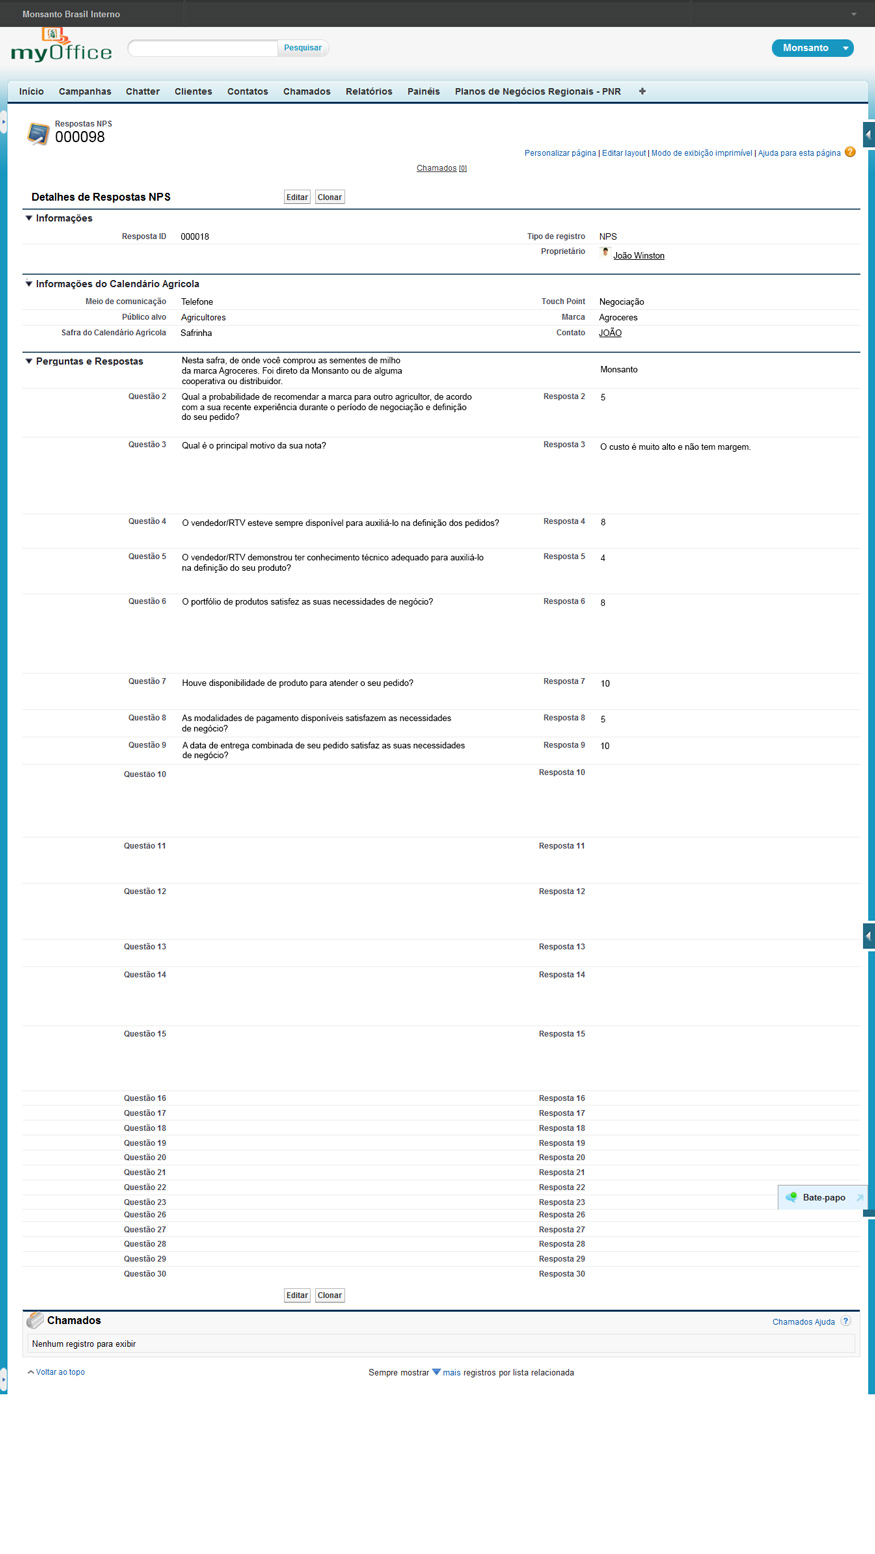 Monsanto Brasil Interno
myOffice
Pesquisar
Monsanto
Início Campanhas Chatter Clientes Contatos Chamados Relatórios Painéis Planos de Negócios Regionais - PNR +
Respostas NPS
000098
Personalizar página | Editar layout | Modo de exibição imprimível | Ajuda para esta página ?
Chamados [0]
Detalhes de Respostas NPS Editar Clonar
Informações
Resposta ID 000018 Tipo de registro NPS
Proprietário João Winston
Informações do Calendário Agrícola
Meio de comunicação Telefone Touch Point Negociação
Público alvo Agricultores Marca Agroceres
Safra do Calendário Agrícola Safrinha Contato JOÃO
Perguntas e Respostas Nesta safra, de onde você comprou as sementes de milho
da marca Agroceres. Foi direto da Monsanto ou de alguma Monsanto
cooperativa ou distribuidor.
Questão 2 Qual a probabilidade de recomendar a marca para outro agricultor, de acordo Resposta 2 5
com a sua recente experiência durante o período de negociação e definição
do seu pedido?
Questão 3 Qual é o principal motivo da sua nota? Resposta 3 O custo é muito alto e não tem margem.
Questão 4 O vendedor/RTV esteve sempre disponível para auxiliá-lo na definição dos pedidos? Resposta 4 8
Questão 5 O vendedor/RTV demonstrou ter conhecimento técnico adequado para auxiliá-lo Resposta 5 4
na definição do seu produto?
Questão 6 O portfólio de produtos satisfez as suas necessidades de negócio? Resposta 6 8
Questão 7 Houve disponibilidade de produto para atender o seu pedido? Resposta 7 10
Questão 8 As modalidades de pagamento disponíveis satisfazem as necessidades Resposta 8 5
de negócio?
Questão 9 A data de entrega combinada de seu pedido satisfaz as suas necessidades Resposta 9 10
de negócio?
Questão 10 Resposta 10
Questão 11 Resposta 11
Questão 12 Resposta 12
Questão 13 Resposta 13
Questão 14 Resposta 14
Questão 15 Resposta 15
Questão 16 Resposta 16
Questão 17 Resposta 17
Questão 18 Resposta 18
Questão 19 Resposta 19
Questão 20 Resposta 20
Questão 21 Resposta 21
Questão 22 Resposta 22
Questão 23 Resposta 23
Bate-papo
Questão 26 Resposta 26
Questão 27 Resposta 27
Questão 28 Resposta 28
Questão 29 Resposta 29
Questão 30 Resposta 30
Editar Clonar
Chamados Chamados Ajuda ?
Nenhum registro para exibir
Voltar ao topo Sempre mostrar mais registros por lista relacionada